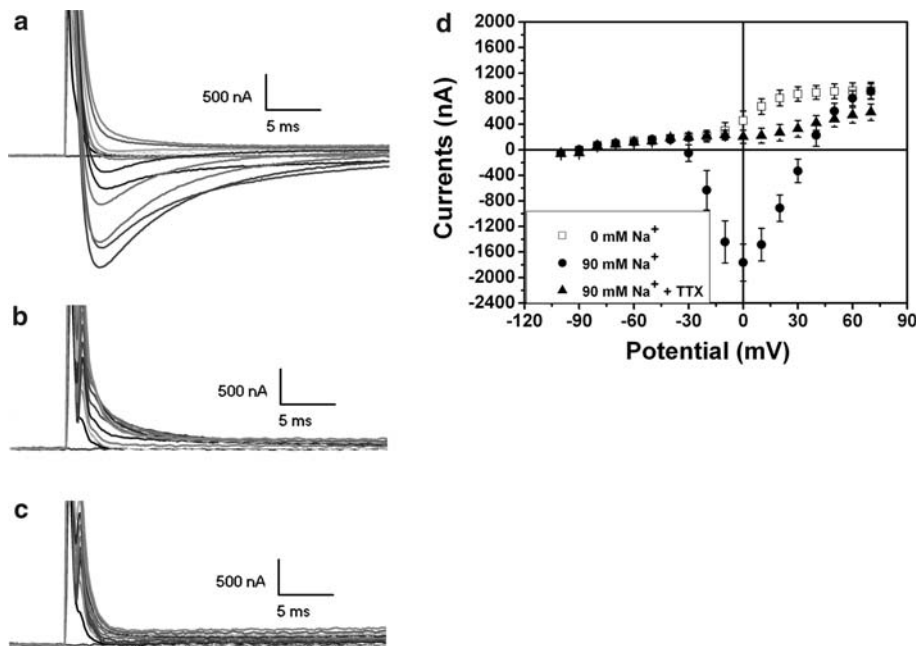 a
500 nA
5 ms
b
500 nA
5 ms
c
500 nA
5 ms
d
Currents (nA)
2000
1600
1200
800
400
0
-400
-800
-1200
-1600
-2000
-2400
0 mM Na+
90 mM Na+
90 mM Na+ + TTX
-120 -90 -60 -30 0 30 60 90
Potential (mV)